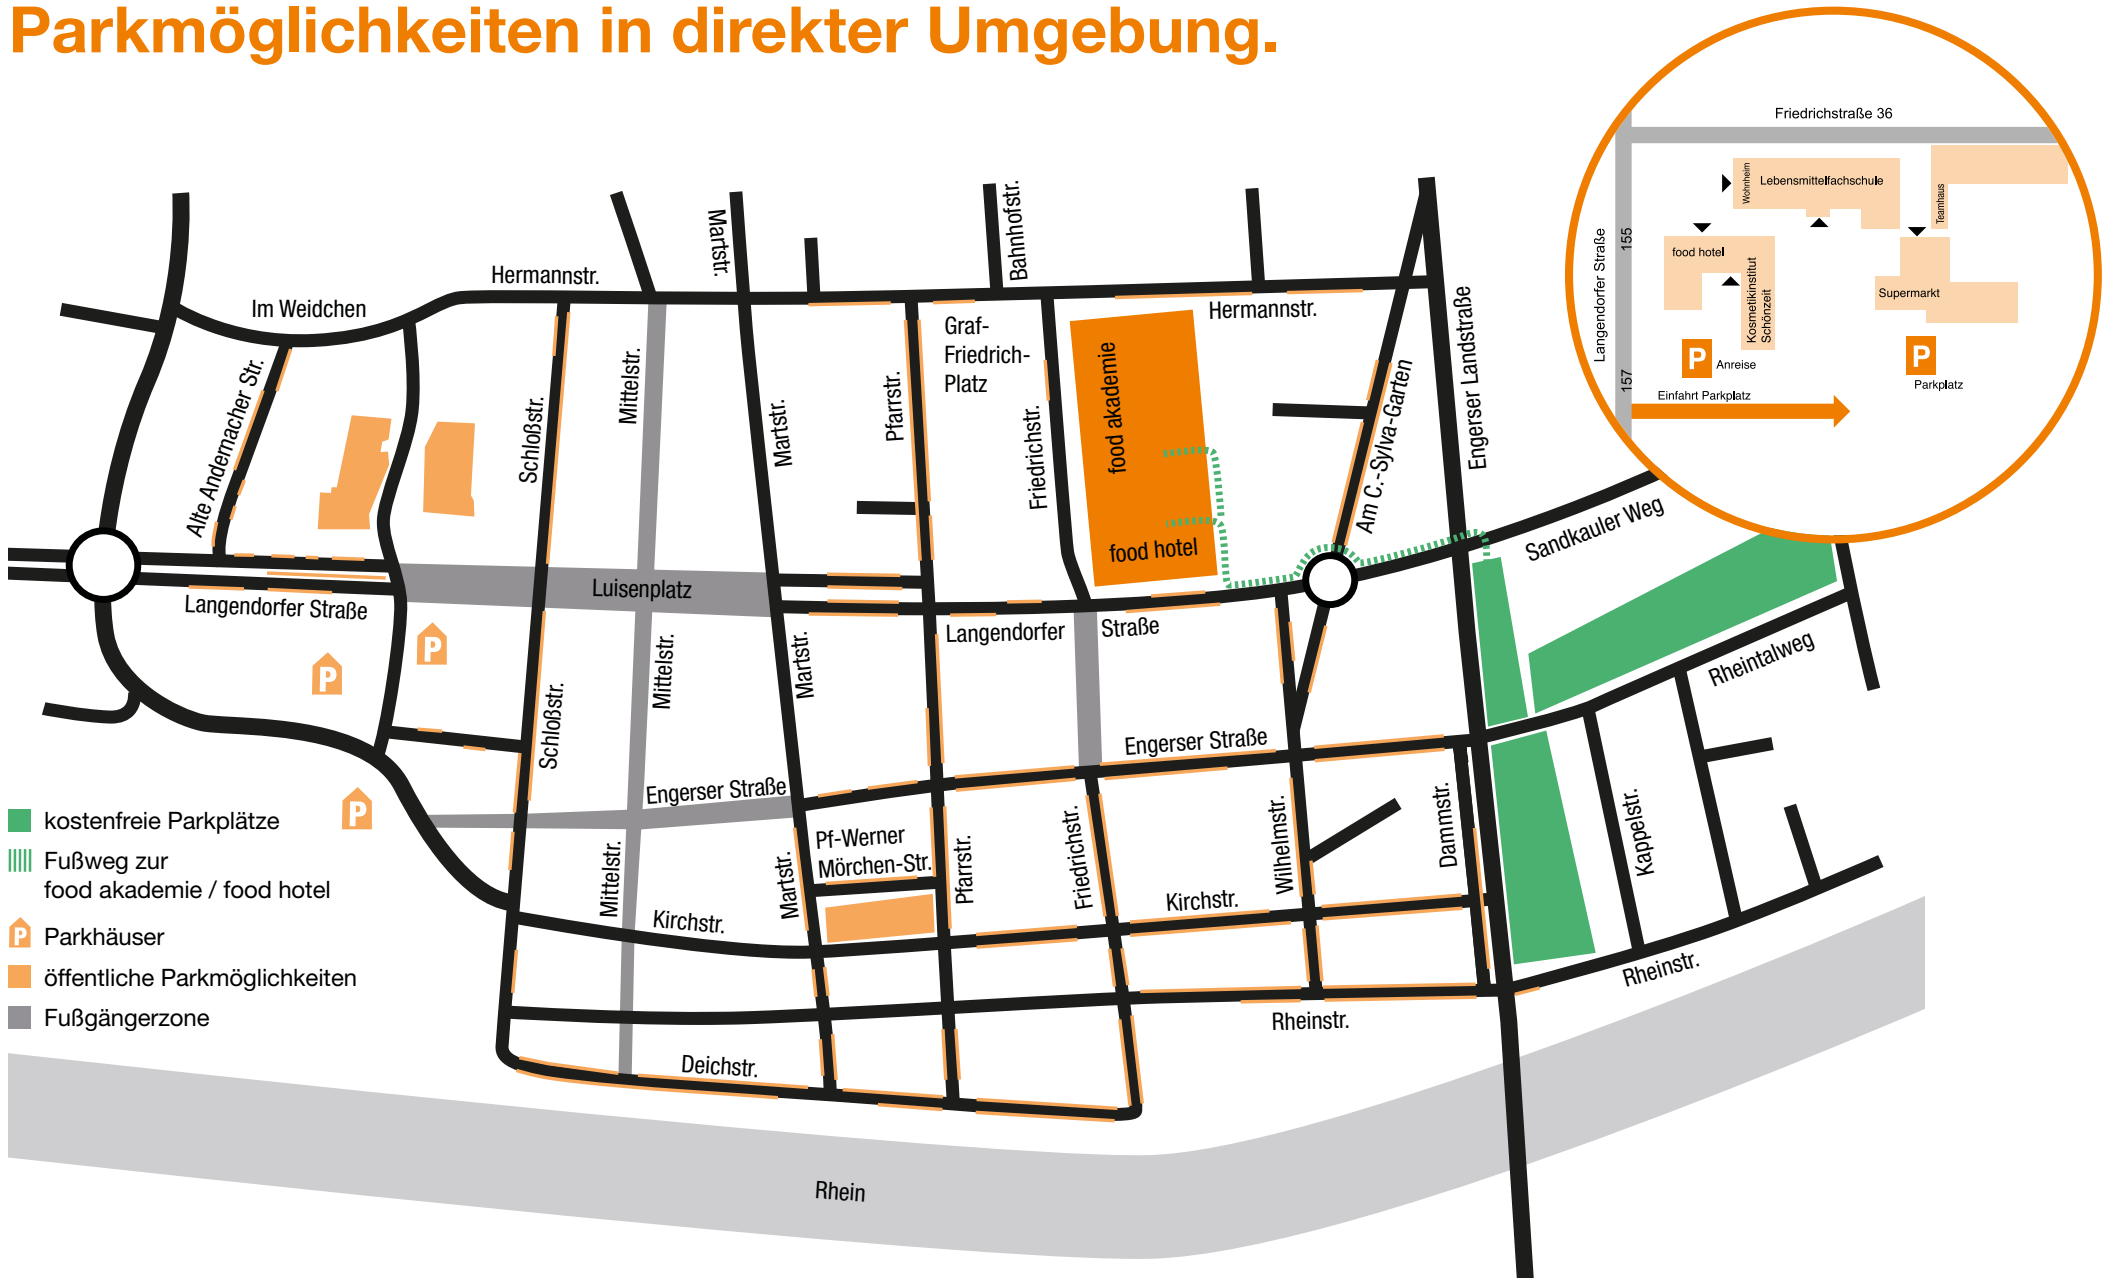 Parkmöglichkeiten in direkter Umgebung.
Friedrichstraße 36
Langendorfer Straße
155
157
Wohnheim
Lebensmittelfachschule
Teamhaus
food hotel
Kosmetikinstitut
Schönzeit
Supermarkt
P
Anreise
P
Parkplatz
Einfahrt Parkplatz
Im Weidchen
Hermannstr.
Martstr.
Bahnhofstr.
Hermannstr.
Engerser Landstraße
Graf-
Friedrich-
Platz
Alte Andernacher Str.
Schloßstr.
Mittelstr.
Martstr.
Pfarrstr.
Friedrichstr.
food akademie
food hotel
Am C.-Sylva-Garten
Sandkauler Weg
Langendorfer Straße
Luisenplatz
Langendorfer
Straße
P
P
P
Schloßstr.
Mittelstr.
Martstr.
Rheintalweg
Engerser Straße
Engerser Straße
Pf-Werner
Mörchen-Str.
Mittelstr.
Martstr.
Pfarrstr.
Friedrichstr.
Wilhelmstr.
Dammstr.
Kappelstr.
Kirchstr.
Kirchstr.
Rheinstr.
Rheinstr.
Deichstr.
Rhein
kostenfreie Parkplätze
Fußweg zur
food akademie / food hotel
P
Parkhäuser
öffentliche Parkmöglichkeiten
Fußgängerzone